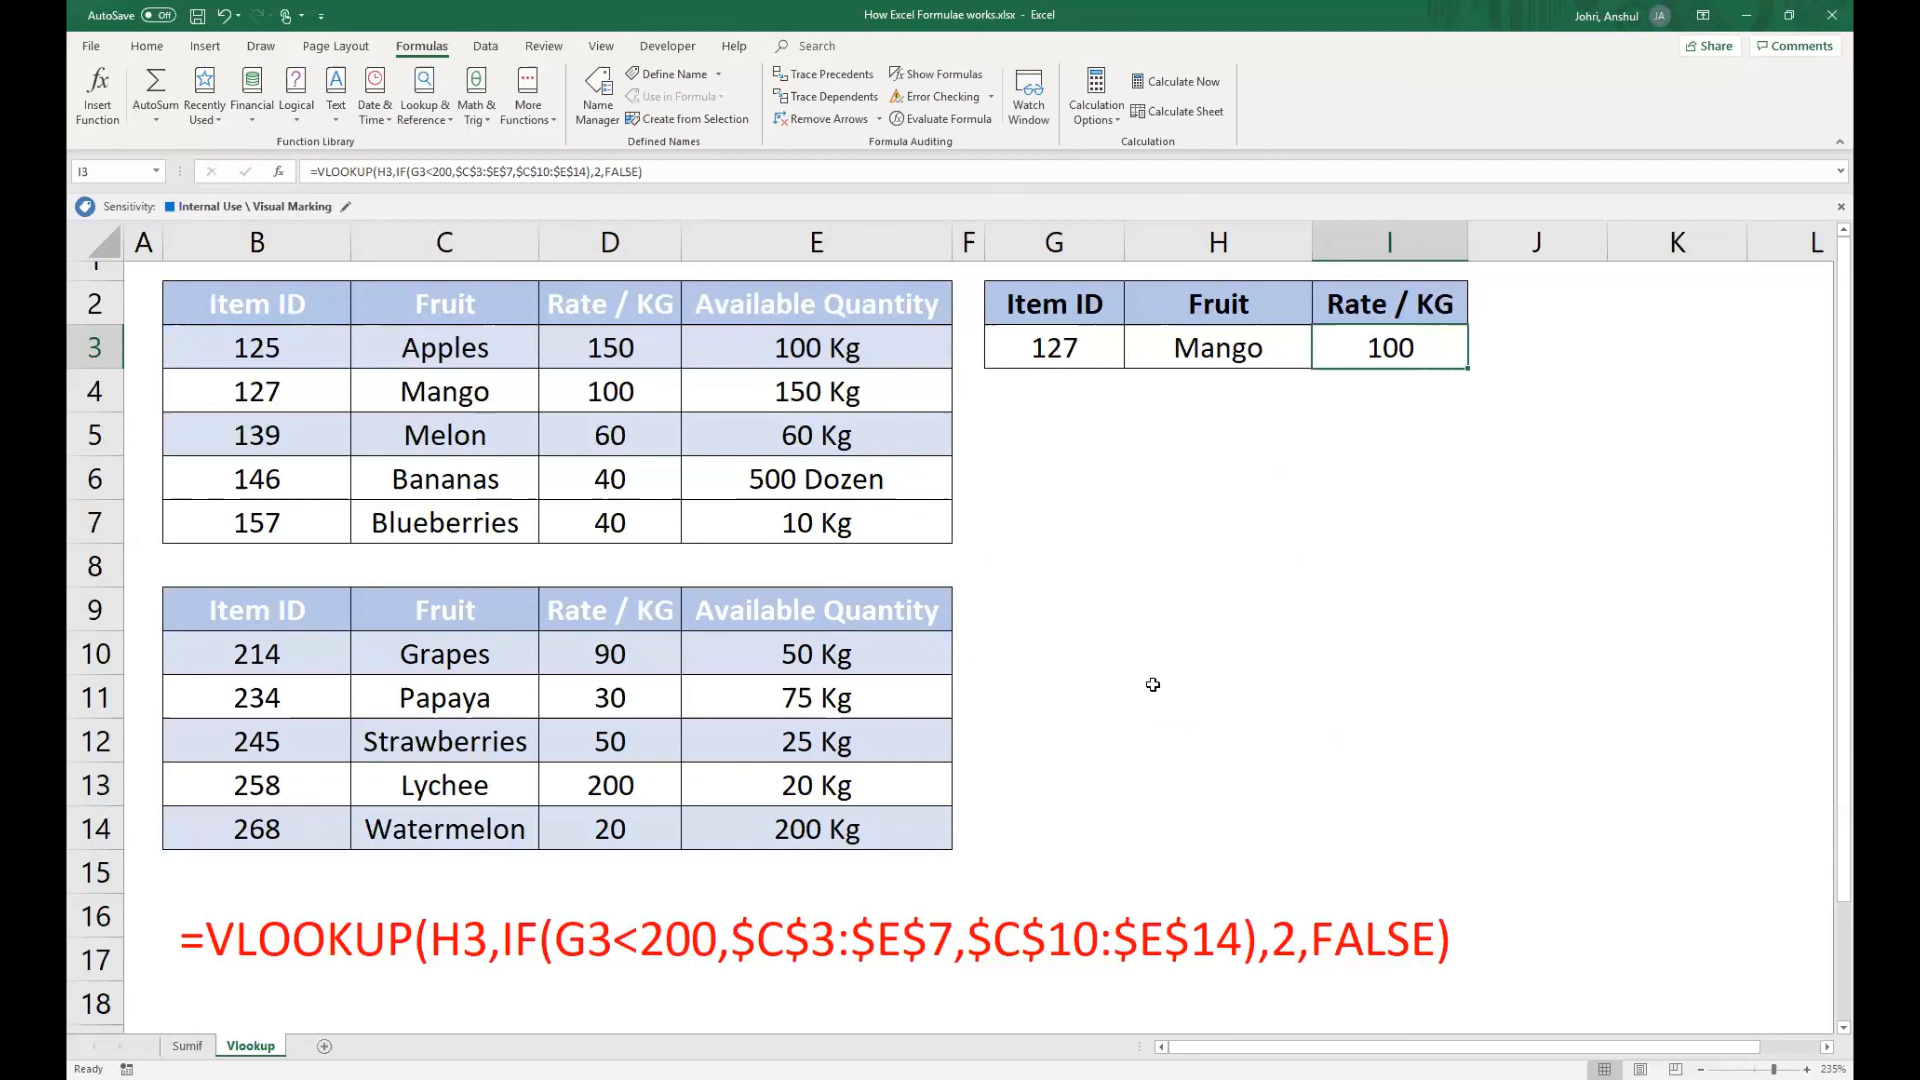 AutoSave Off
How Excel Formulae works.xlsx - Excel
Johri, Anshul JA
File Home Insert Draw Page Layout Formulas Data Review View Developer Help Search
Share Comments
Insert Function
AutoSum
Recently Used
Financial
Logical
Text
Date & Time
Lookup & Reference
Math & Trig
More Functions
Function Library
Name Manager
Define Name
Use in Formula
Create from Selection
Defined Names
Trace Precedents
Trace Dependents
Remove Arrows
Show Formulas
Error Checking
Evaluate Formula
Formula Auditing
Watch Window
Calculation Options
Calculate Now
Calculate Sheet
Calculation
I3 fx =VLOOKUP(H3,IF(G3<200,$C$3:$E$7,$C$10:$E$14),2,FALSE)
Sensitivity: Internal Use \ Visual Marking
A B C D E F G H I J K L
1
2 Item ID Fruit Rate / KG Available Quantity Item ID Fruit Rate / KG
3 125 Apples 150 100 Kg 127 Mango 100
4 127 Mango 100 150 Kg
5 139 Melon 60 60 Kg
6 146 Bananas 40 500 Dozen
7 157 Blueberries 40 10 Kg
8
9 Item ID Fruit Rate / KG Available Quantity
10 214 Grapes 90 50 Kg
11 234 Papaya 30 75 Kg
12 245 Strawberries 50 25 Kg
13 258 Lychee 200 20 Kg
14 268 Watermelon 20 200 Kg
15
16
=VLOOKUP(H3,IF(G3<200,$C$3:$E$7,$C$10:$E$14),2,FALSE)
17
18
Sumif Vlookup
Ready 235%